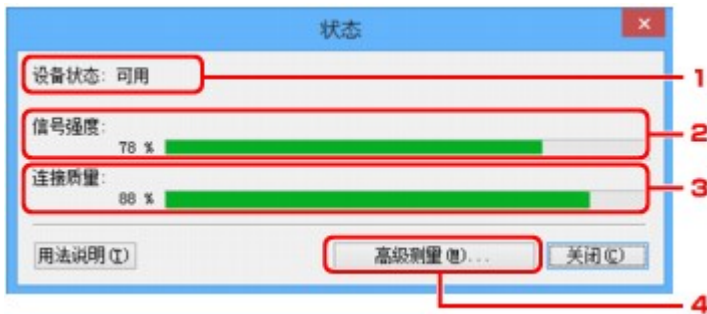 状态
设备状态: 可用
1
信号强度:
78 %
2
连接质量:
88 %
3
用法说明(I)
高级测量(M)...
关闭(C)
4